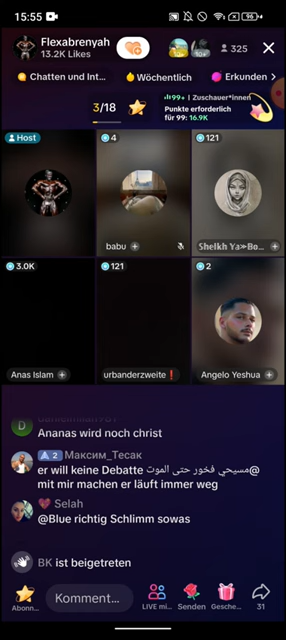 15:55
96
Flexabrenyah
13.2K Likes
10+
325
Chatten und Int...
Wöchentlich
Erkunden
3/18
99+ | Zuschauer*innen
Punkte erforderlich
für 99: 16.9K
Host
4
121
babu
Sheikh Ya≫Bo...
3.0K
121
2
Anas Islam
urbanderzweite❗
Angelo Yeshua
D
Ananas wird noch christ
2 Максим_Тесак
er will keine Debatte @مسيحي فخور حتى الموت
mit mir machen er läuft immer weg
Selah
@Blue richtig Schlimm sowas
BK ist beigetreten
Komment...
Abonn...
LIVE mi...
Senden
Gesche...
31